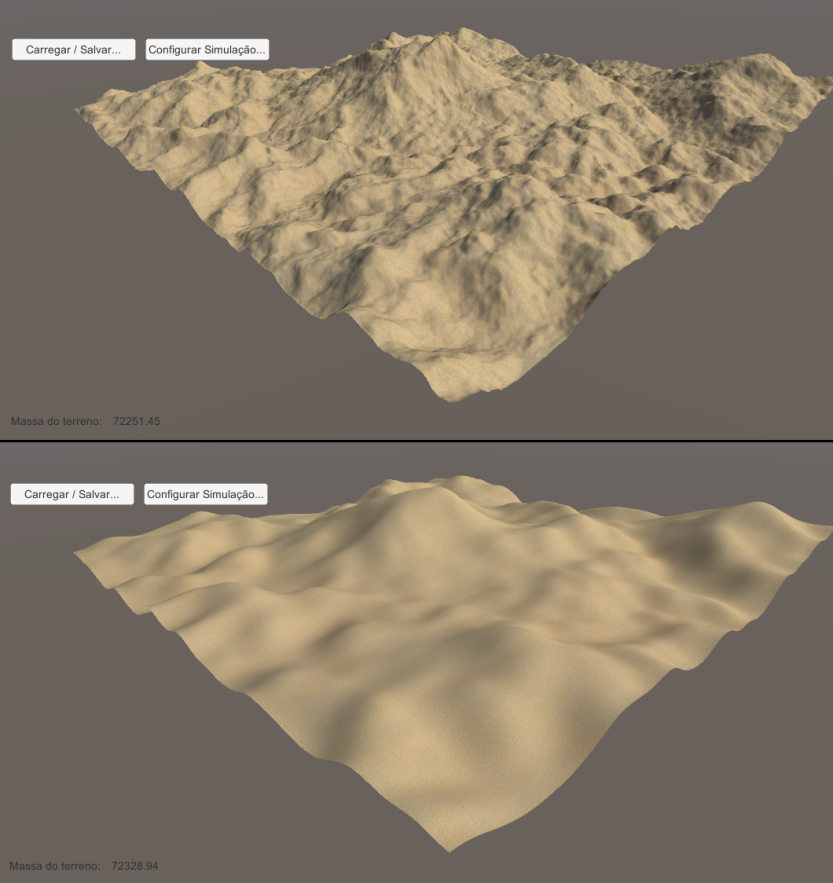 Carregar / Salvar... Configurar Simulação...
Massa do terreno: 72251.45
Carregar / Salvar... Configurar Simulação...
Massa do terreno: 72328.94